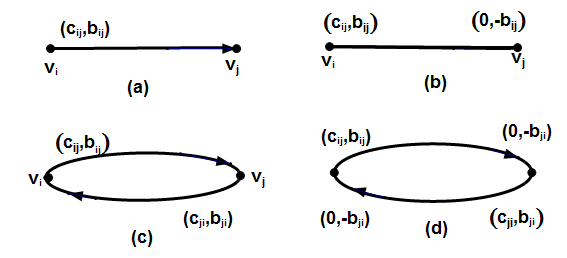 (cij,bij)
vi
vj
(a)
(cij,bij)
(0,-bij)
vi
vj
(b)
(cij,bij)
vi
vj
(cji,bji)
(c)
(cij,bij)
(0,-bji)
(0,-bji)
(cji,bji)
(d)